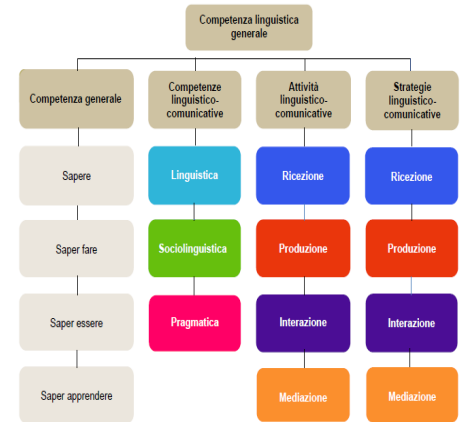 Competenza linguistica
generale
Competenza generale
Competenze
linguistico-
comunicative
Attività
linguistico-
comunicative
Strategie
linguistico-
comunicative
Sapere
Linguistica
Ricezione
Ricezione
Saper fare
Sociolinguistica
Produzione
Produzione
Saper essere
Pragmatica
Interazione
Interazione
Saper apprendere
Mediazione
Mediazione